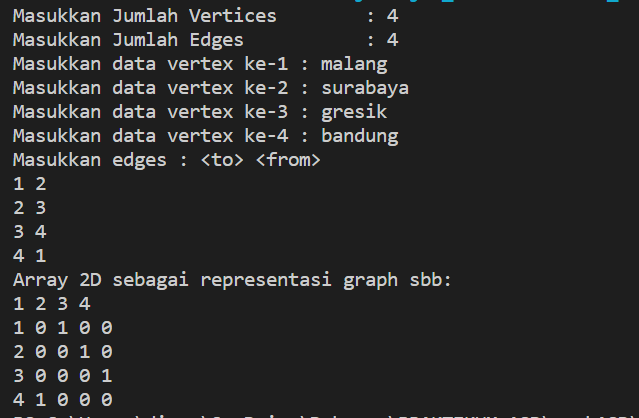 Masukkan Jumlah Vertices : 4
Masukkan Jumlah Edges : 4
Masukkan data vertex ke-1 : malang
Masukkan data vertex ke-2 : surabaya
Masukkan data vertex ke-3 : gresik
Masukkan data vertex ke-4 : bandung
Masukkan edges : <to> <from>
1 2
2 3
3 4
4 1
Array 2D sebagai representasi graph sbb:
1 2 3 4
1 0 1 0 0
2 0 0 1 0
3 0 0 0 1
4 1 0 0 0